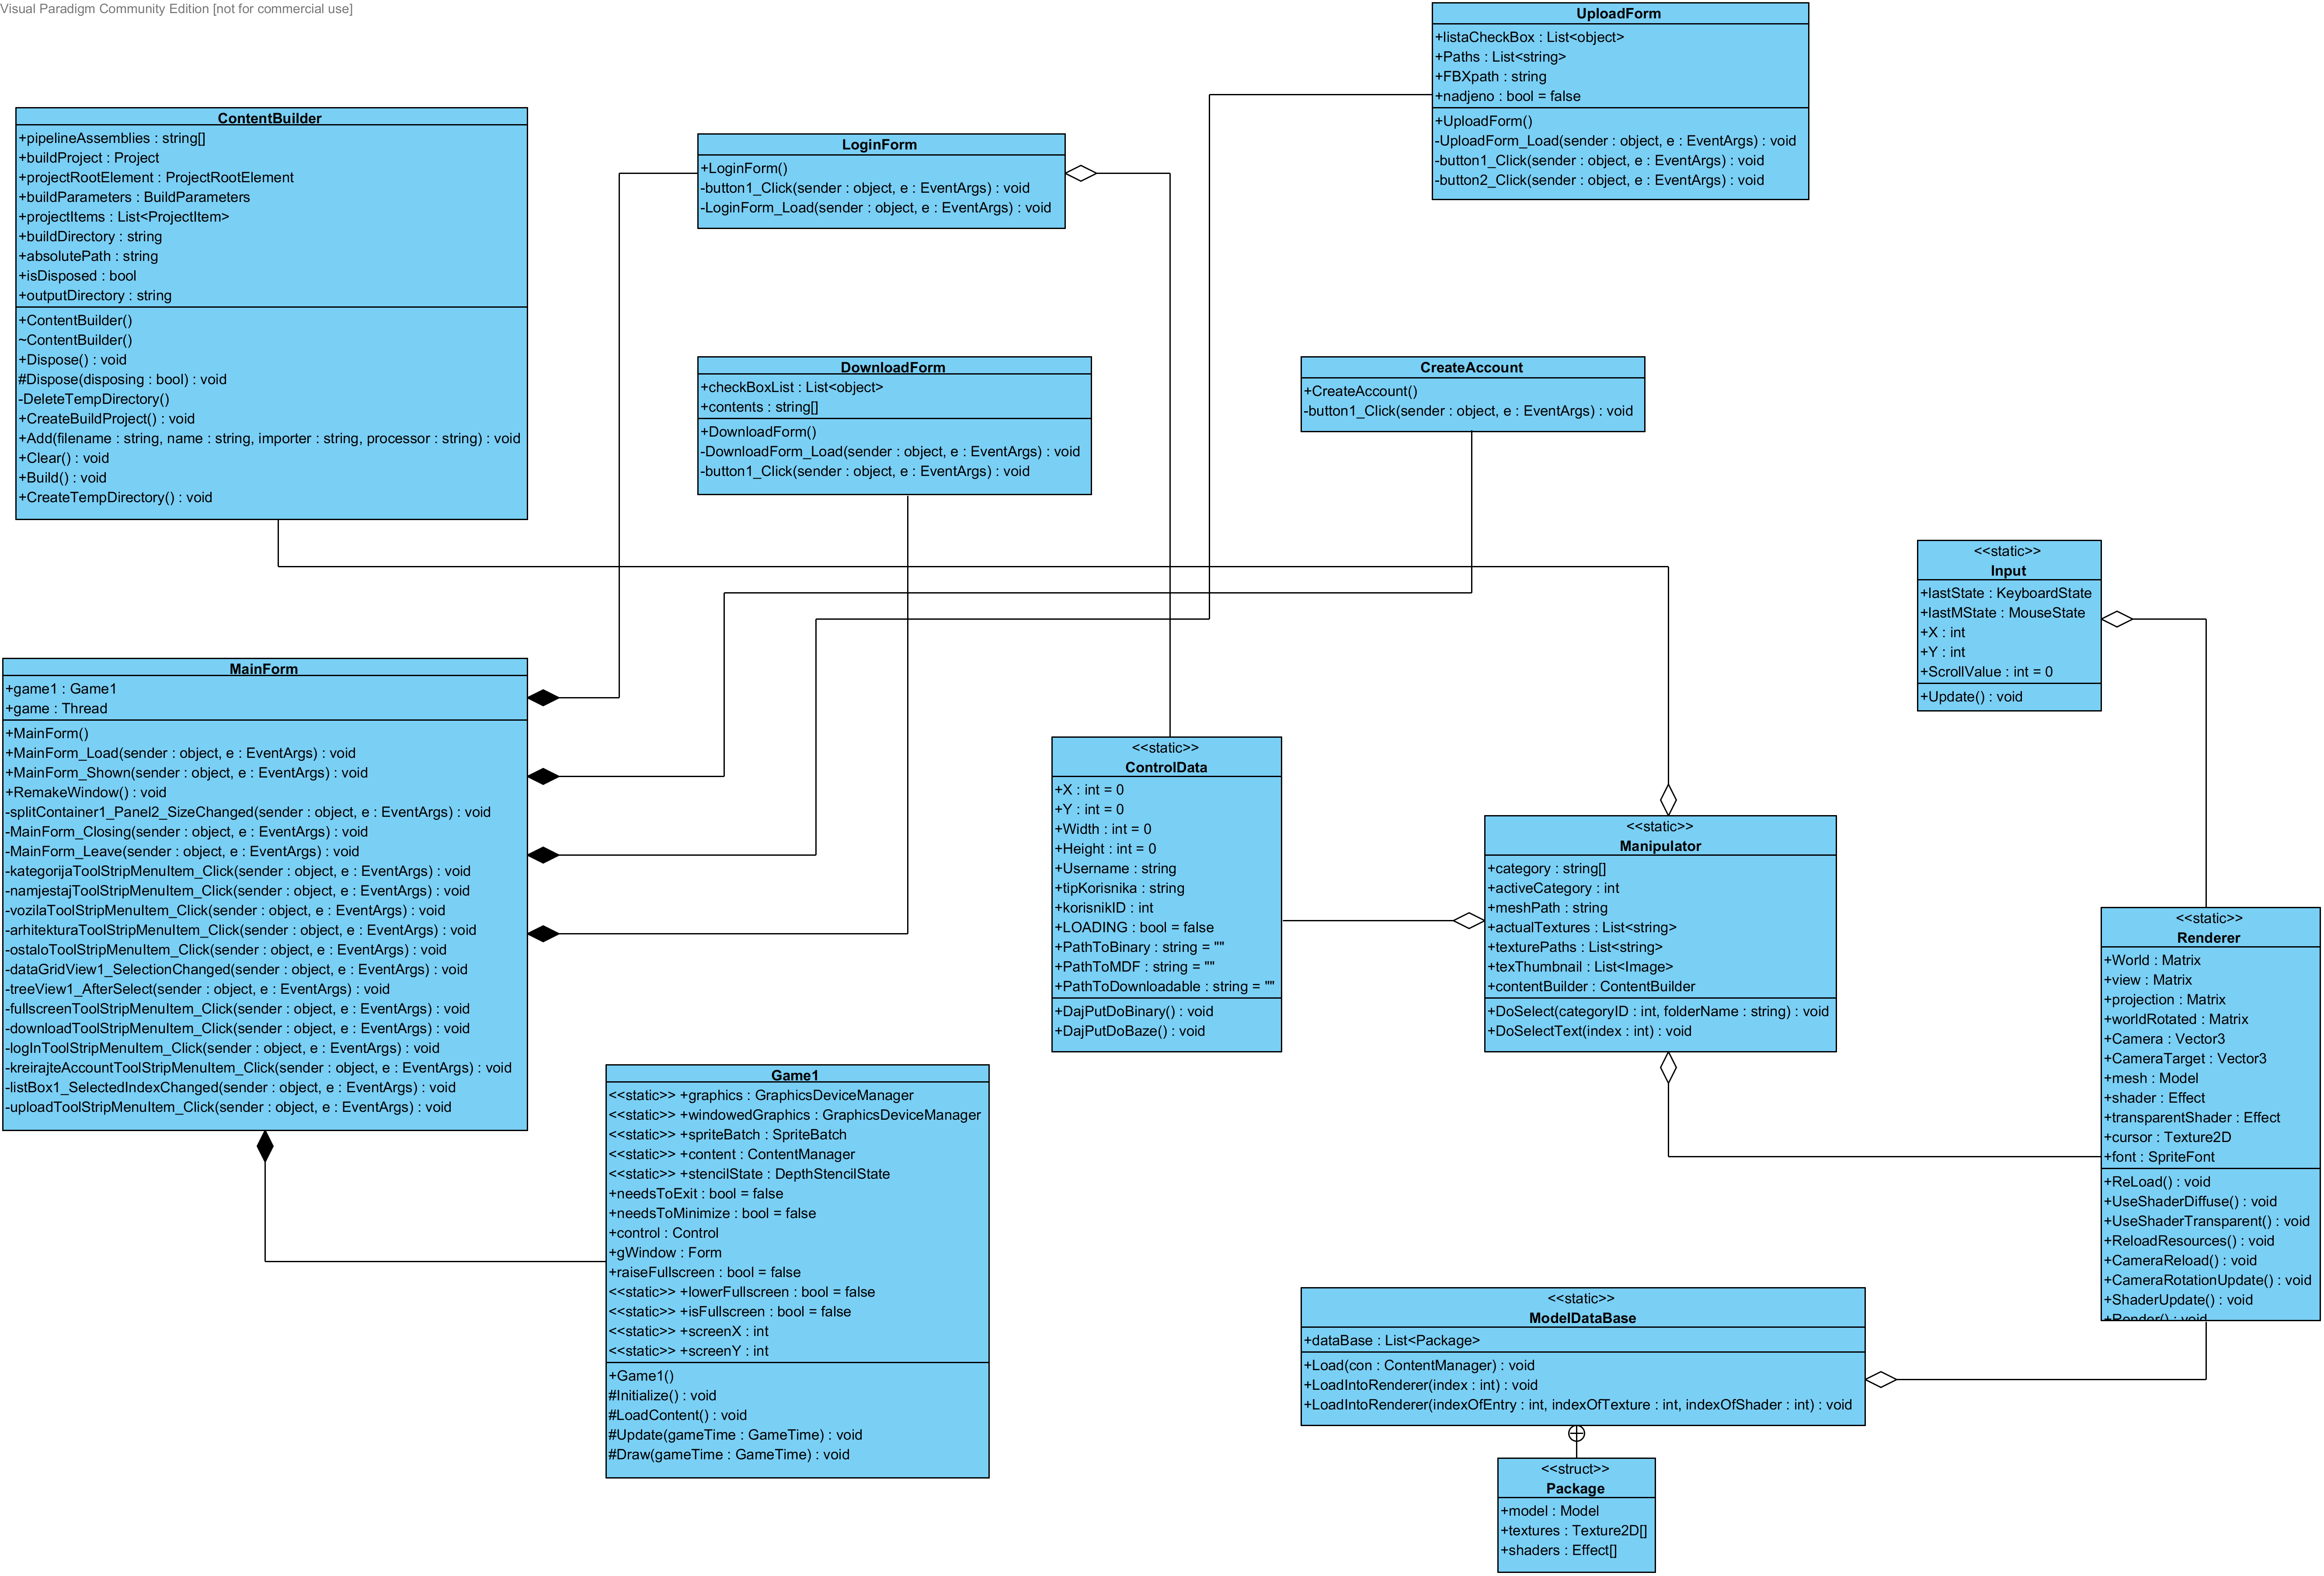 Visual Paradigm Community Edition [not for commercial use]
UploadForm
+listaCheckBox : List<object>
+Paths : List<string>
+FBXpath : string
+nadjeno : bool = false
+UploadForm()
-UploadForm_Load(sender : object, e : EventArgs) : void
-button1_Click(sender : object, e : EventArgs) : void
-button2_Click(sender : object, e : EventArgs) : void
ContentBuilder
+pipelineAssemblies : string[]
+buildProject : Project
+projectRootElement : ProjectRootElement
+buildParameters : BuildParameters
+projectItems : List<ProjectItem>
+buildDirectory : string
+absolutePath : string
+isDisposed : bool
+outputDirectory : string
+ContentBuilder()
~ContentBuilder()
+Dispose() : void
#Dispose(disposing : bool) : void
-DeleteTempDirectory()
+CreateBuildProject() : void
+Add(filename : string, name : string, importer : string, processor : string) : void
+Clear() : void
+Build() : void
+CreateTempDirectory() : void
LoginForm
+LoginForm()
-button1_Click(sender : object, e : EventArgs) : void
-LoginForm_Load(sender : object, e : EventArgs) : void
DownloadForm
+checkBoxList : List<object>
+contents : string[]
+DownloadForm()
-DownloadForm_Load(sender : object, e : EventArgs) : void
-button1_Click(sender : object, e : EventArgs) : void
CreateAccount
+CreateAccount()
-button1_Click(sender : object, e : EventArgs) : void
<<static>>
Input
+lastState : KeyboardState
+lastMState : MouseState
+X : int
+Y : int
+ScrollValue : int = 0
+Update() : void
MainForm
+game1 : Game1
+game : Thread
+MainForm()
+MainForm_Load(sender : object, e : EventArgs) : void
+MainForm_Shown(sender : object, e : EventArgs) : void
+RemakeWindow() : void
-splitContainer1_Panel2_SizeChanged(sender : object, e : EventArgs) : void
-MainForm_Closing(sender : object, e : EventArgs) : void
-MainForm_Leave(sender : object, e : EventArgs) : void
-kategorijaToolStripMenuItem_Click(sender : object, e : EventArgs) : void
-namjestajToolStripMenuItem_Click(sender : object, e : EventArgs) : void
-vozilaToolStripMenuItem_Click(sender : object, e : EventArgs) : void
-arhitekturaToolStripMenuItem_Click(sender : object, e : EventArgs) : void
-ostaloToolStripMenuItem_Click(sender : object, e : EventArgs) : void
-dataGridView1_SelectionChanged(sender : object, e : EventArgs) : void
-treeView1_AfterSelect(sender : object, e : EventArgs) : void
-fullscreenToolStripMenuItem_Click(sender : object, e : EventArgs) : void
-downloadToolStripMenuItem_Click(sender : object, e : EventArgs) : void
-logInToolStripMenuItem_Click(sender : object, e : EventArgs) : void
-kreirajteAccountToolStripMenuItem_Click(sender : object, e : EventArgs) : void
-listBox1_SelectedIndexChanged(sender : object, e : EventArgs) : void
-uploadToolStripMenuItem_Click(sender : object, e : EventArgs) : void
<<static>>
ControlData
+X : int = 0
+Y : int = 0
+Width : int = 0
+Height : int = 0
+Username : string
+tipKorisnika : string
+korisnikID : int
+LOADING : bool = false
+PathToBinary : string = ""
+PathToMDF : string = ""
+PathToDownloadable : string = ""
+DajPutDoBinary() : void
+DajPutDoBaze() : void
<<static>>
Manipulator
+category : string[]
+activeCategory : int
+meshPath : string
+actualTextures : List<string>
+texturePaths : List<string>
+texThumbnail : List<Image>
+contentBuilder : ContentBuilder
+DoSelect(categoryID : int, folderName : string) : void
+DoSelectText(index : int) : void
<<static>>
Renderer
+World : Matrix
+view : Matrix
+projection : Matrix
+worldRotated : Matrix
+Camera : Vector3
+CameraTarget : Vector3
+mesh : Model
+shader : Effect
+transparentShader : Effect
+cursor : Texture2D
+font : SpriteFont
+ReLoad() : void
+UseShaderDiffuse() : void
+UseShaderTransparent() : void
+ReloadResources() : void
+CameraReload() : void
+CameraRotationUpdate() : void
+ShaderUpdate() : void
+Render() : void
Game1
<<static>> +graphics : GraphicsDeviceManager
<<static>> +windowedGraphics : GraphicsDeviceManager
<<static>> +spriteBatch : SpriteBatch
<<static>> +content : ContentManager
<<static>> +stencilState : DepthStencilState
+needsToExit : bool = false
+needsToMinimize : bool = false
+control : Control
+gWindow : Form
+raiseFullscreen : bool = false
<<static>> +lowerFullscreen : bool = false
<<static>> +isFullscreen : bool = false
<<static>> +screenX : int
<<static>> +screenY : int
+Game1()
#Initialize() : void
#LoadContent() : void
#Update(gameTime : GameTime) : void
#Draw(gameTime : GameTime) : void
<<static>>
ModelDataBase
+dataBase : List<Package>
+Load(con : ContentManager) : void
+LoadIntoRenderer(index : int) : void
+LoadIntoRenderer(indexOfEntry : int, indexOfTexture : int, indexOfShader : int) : void
<<struct>>
Package
+model : Model
+textures : Texture2D[]
+shaders : Effect[]